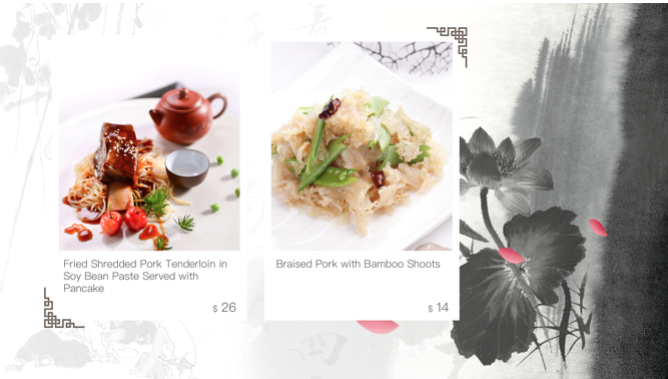 Fried Shredded Pork Tenderloin in
Soy Bean Paste Served with
Pancake
$ 26
Braised Pork with Bamboo Shoots
$ 14